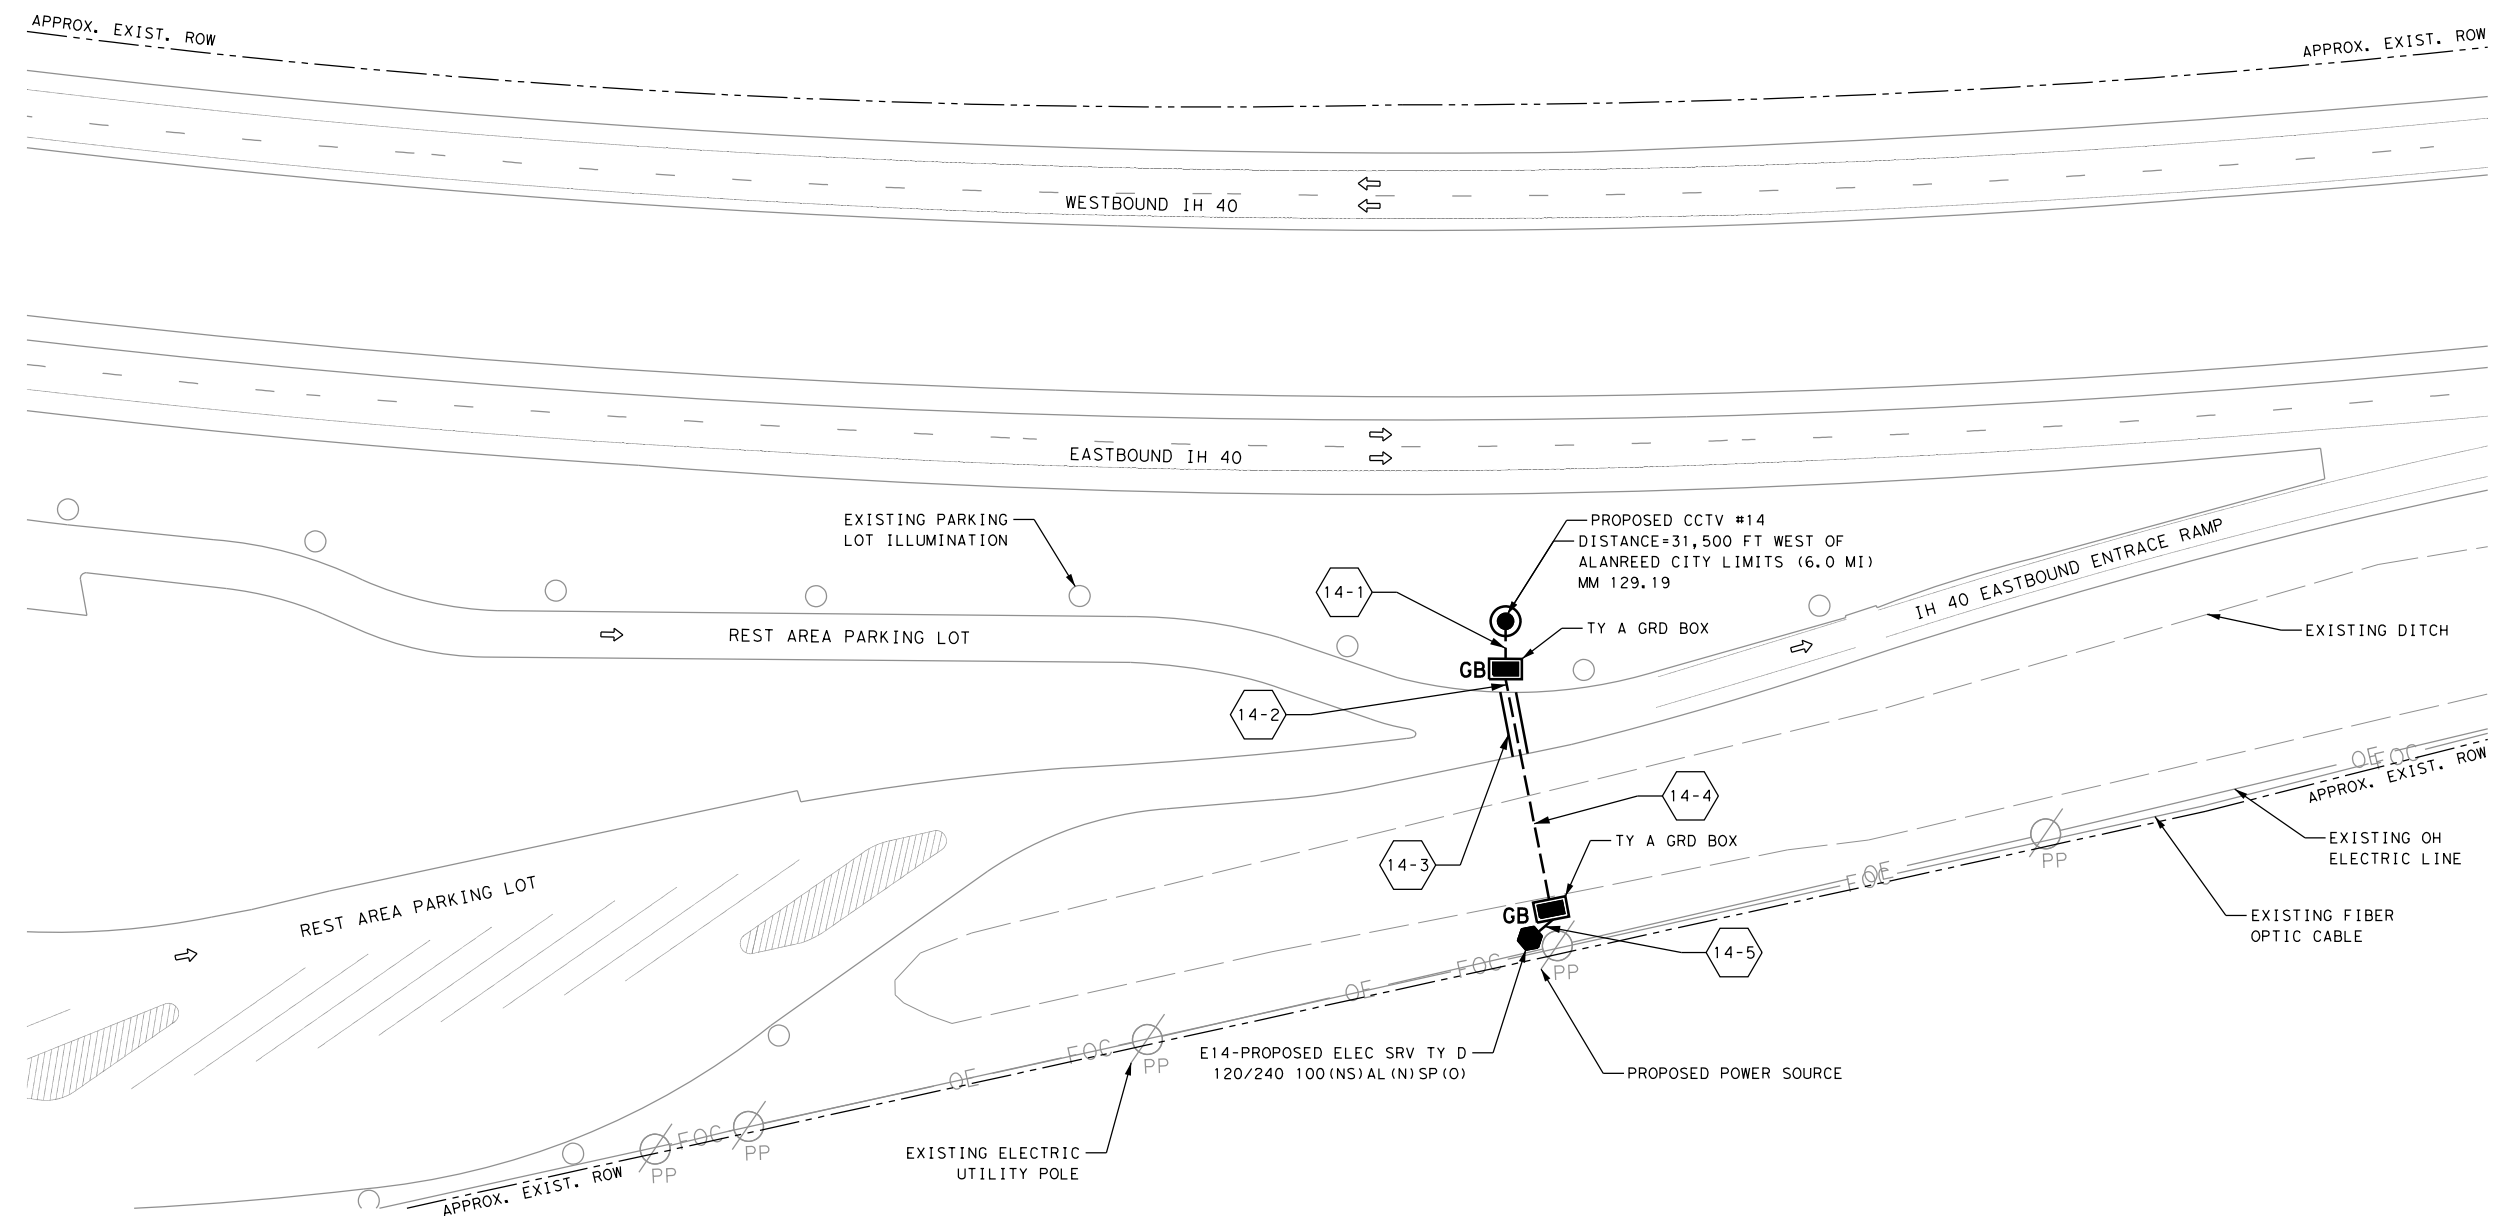 APPROX. EXIST. ROW
APPROX. EXIST. ROW
WESTBOUND IH 40
EASTBOUND IH 40
EXISTING PARKING
LOT ILLUMINATION
PROPOSED CCTV #14
DISTANCE=31,500 FT WEST OF
ALANREED CITY LIMITS (6.0 MI)
MM 129.19
IH 40 EASTBOUND ENTRACE RAMP
14-1
TY A GRD BOX
EXISTING DITCH
REST AREA PARKING LOT
GB
14-2
OE
FOC
APPROX. EXIST. ROW
14-4
TY A GRD BOX
EXISTING OH
ELECTRIC LINE
14-3
PP
FOC
OE
REST AREA PARKING LOT
GB
EXISTING FIBER
OPTIC CABLE
14-5
FOC
PP
OE
E14-PROPOSED ELEC SRV TY D
120/240 100(NS)AL(N)SP(O)
FOC
PP
PROPOSED POWER SOURCE
OE
FOC
PP
PP
EXISTING ELECTRIC
UTILITY POLE
APPROX. EXIST. ROW